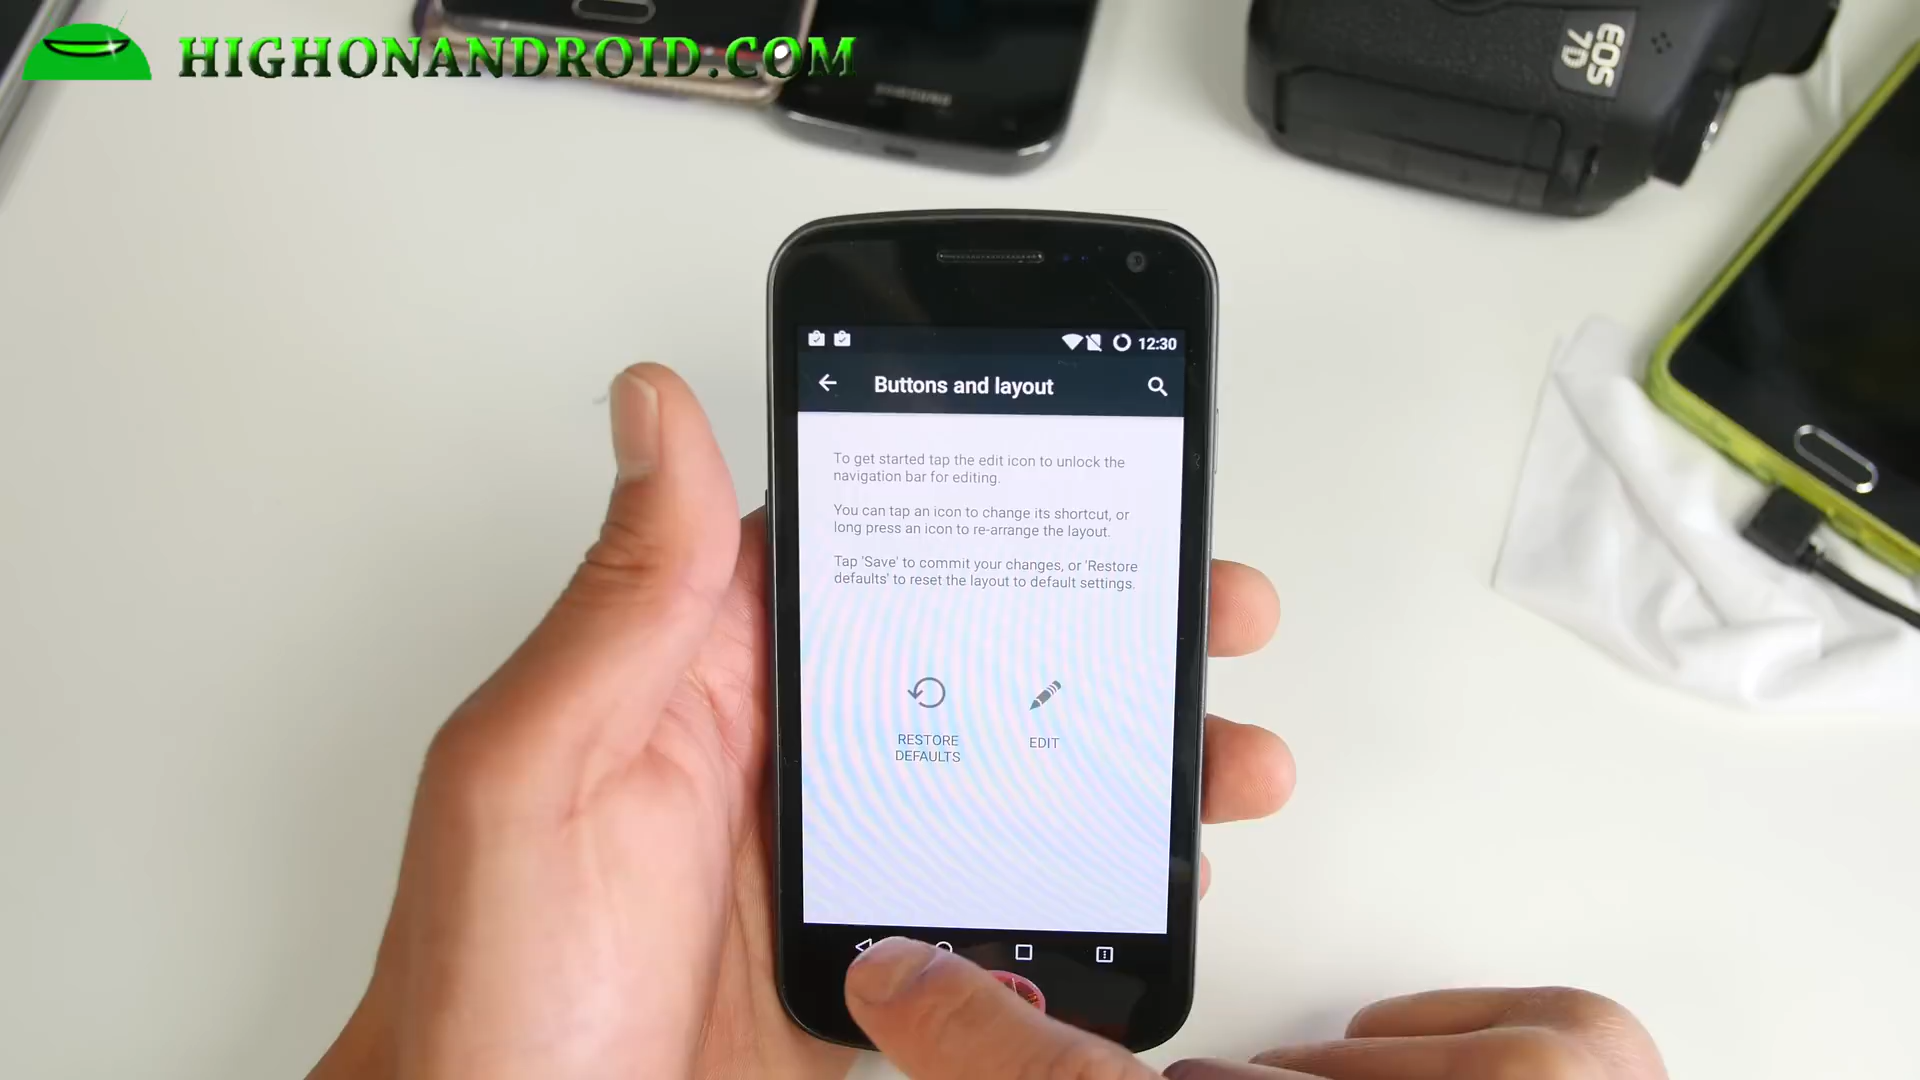 HIGHONANDROID.COM
SAMSUNG
EOS
7D
12:30
Buttons and layout
To get started tap the edit icon to unlock the
navigation bar for editing.
You can tap an icon to change its shortcut, or
long press an icon to re-arrange the layout.
Tap 'Save' to commit your changes, or 'Restore
defaults' to reset the layout to default settings.
RESTORE
DEFAULTS
EDIT